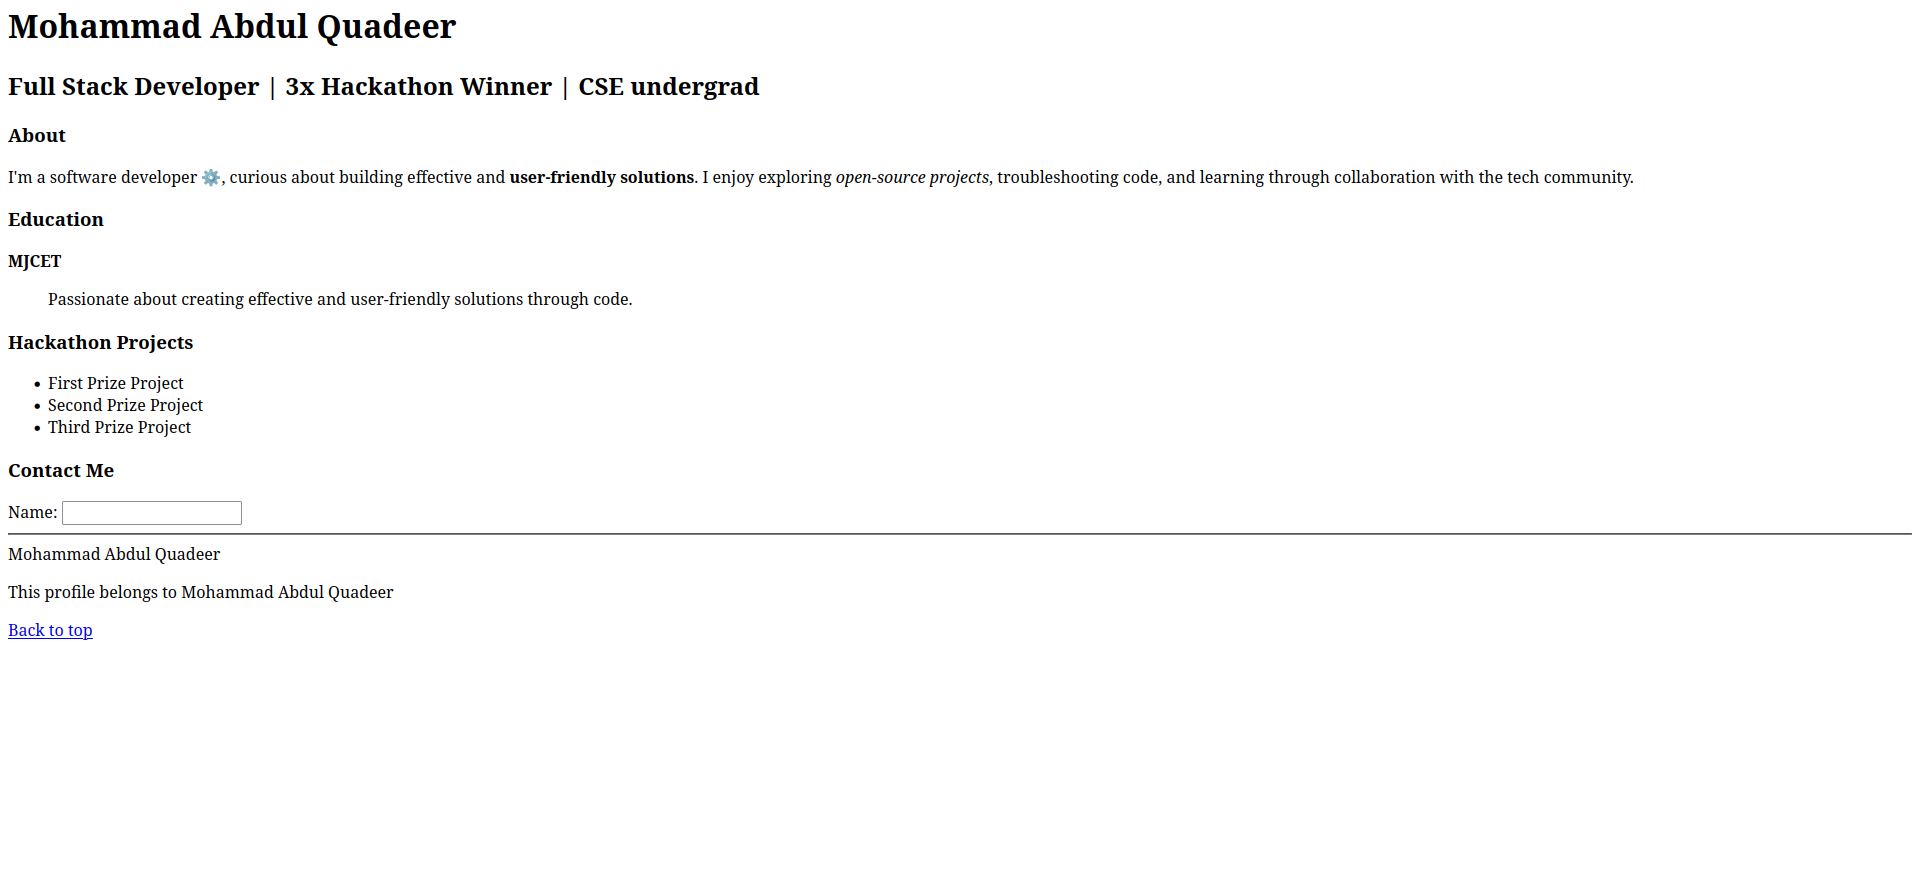 Mohammad Abdul Quadeer
Full Stack Developer | 3x Hackathon Winner | CSE undergrad
About
I'm a software developer ⚙️, curious about building effective and user-friendly solutions. I enjoy exploring open-source projects, troubleshooting code, and learning through collaboration with the tech community.
Education
MJCET
Passionate about creating effective and user-friendly solutions through code.
Hackathon Projects
• First Prize Project
• Second Prize Project
• Third Prize Project
Contact Me
Name:
Mohammad Abdul Quadeer
This profile belongs to Mohammad Abdul Quadeer
Back to top